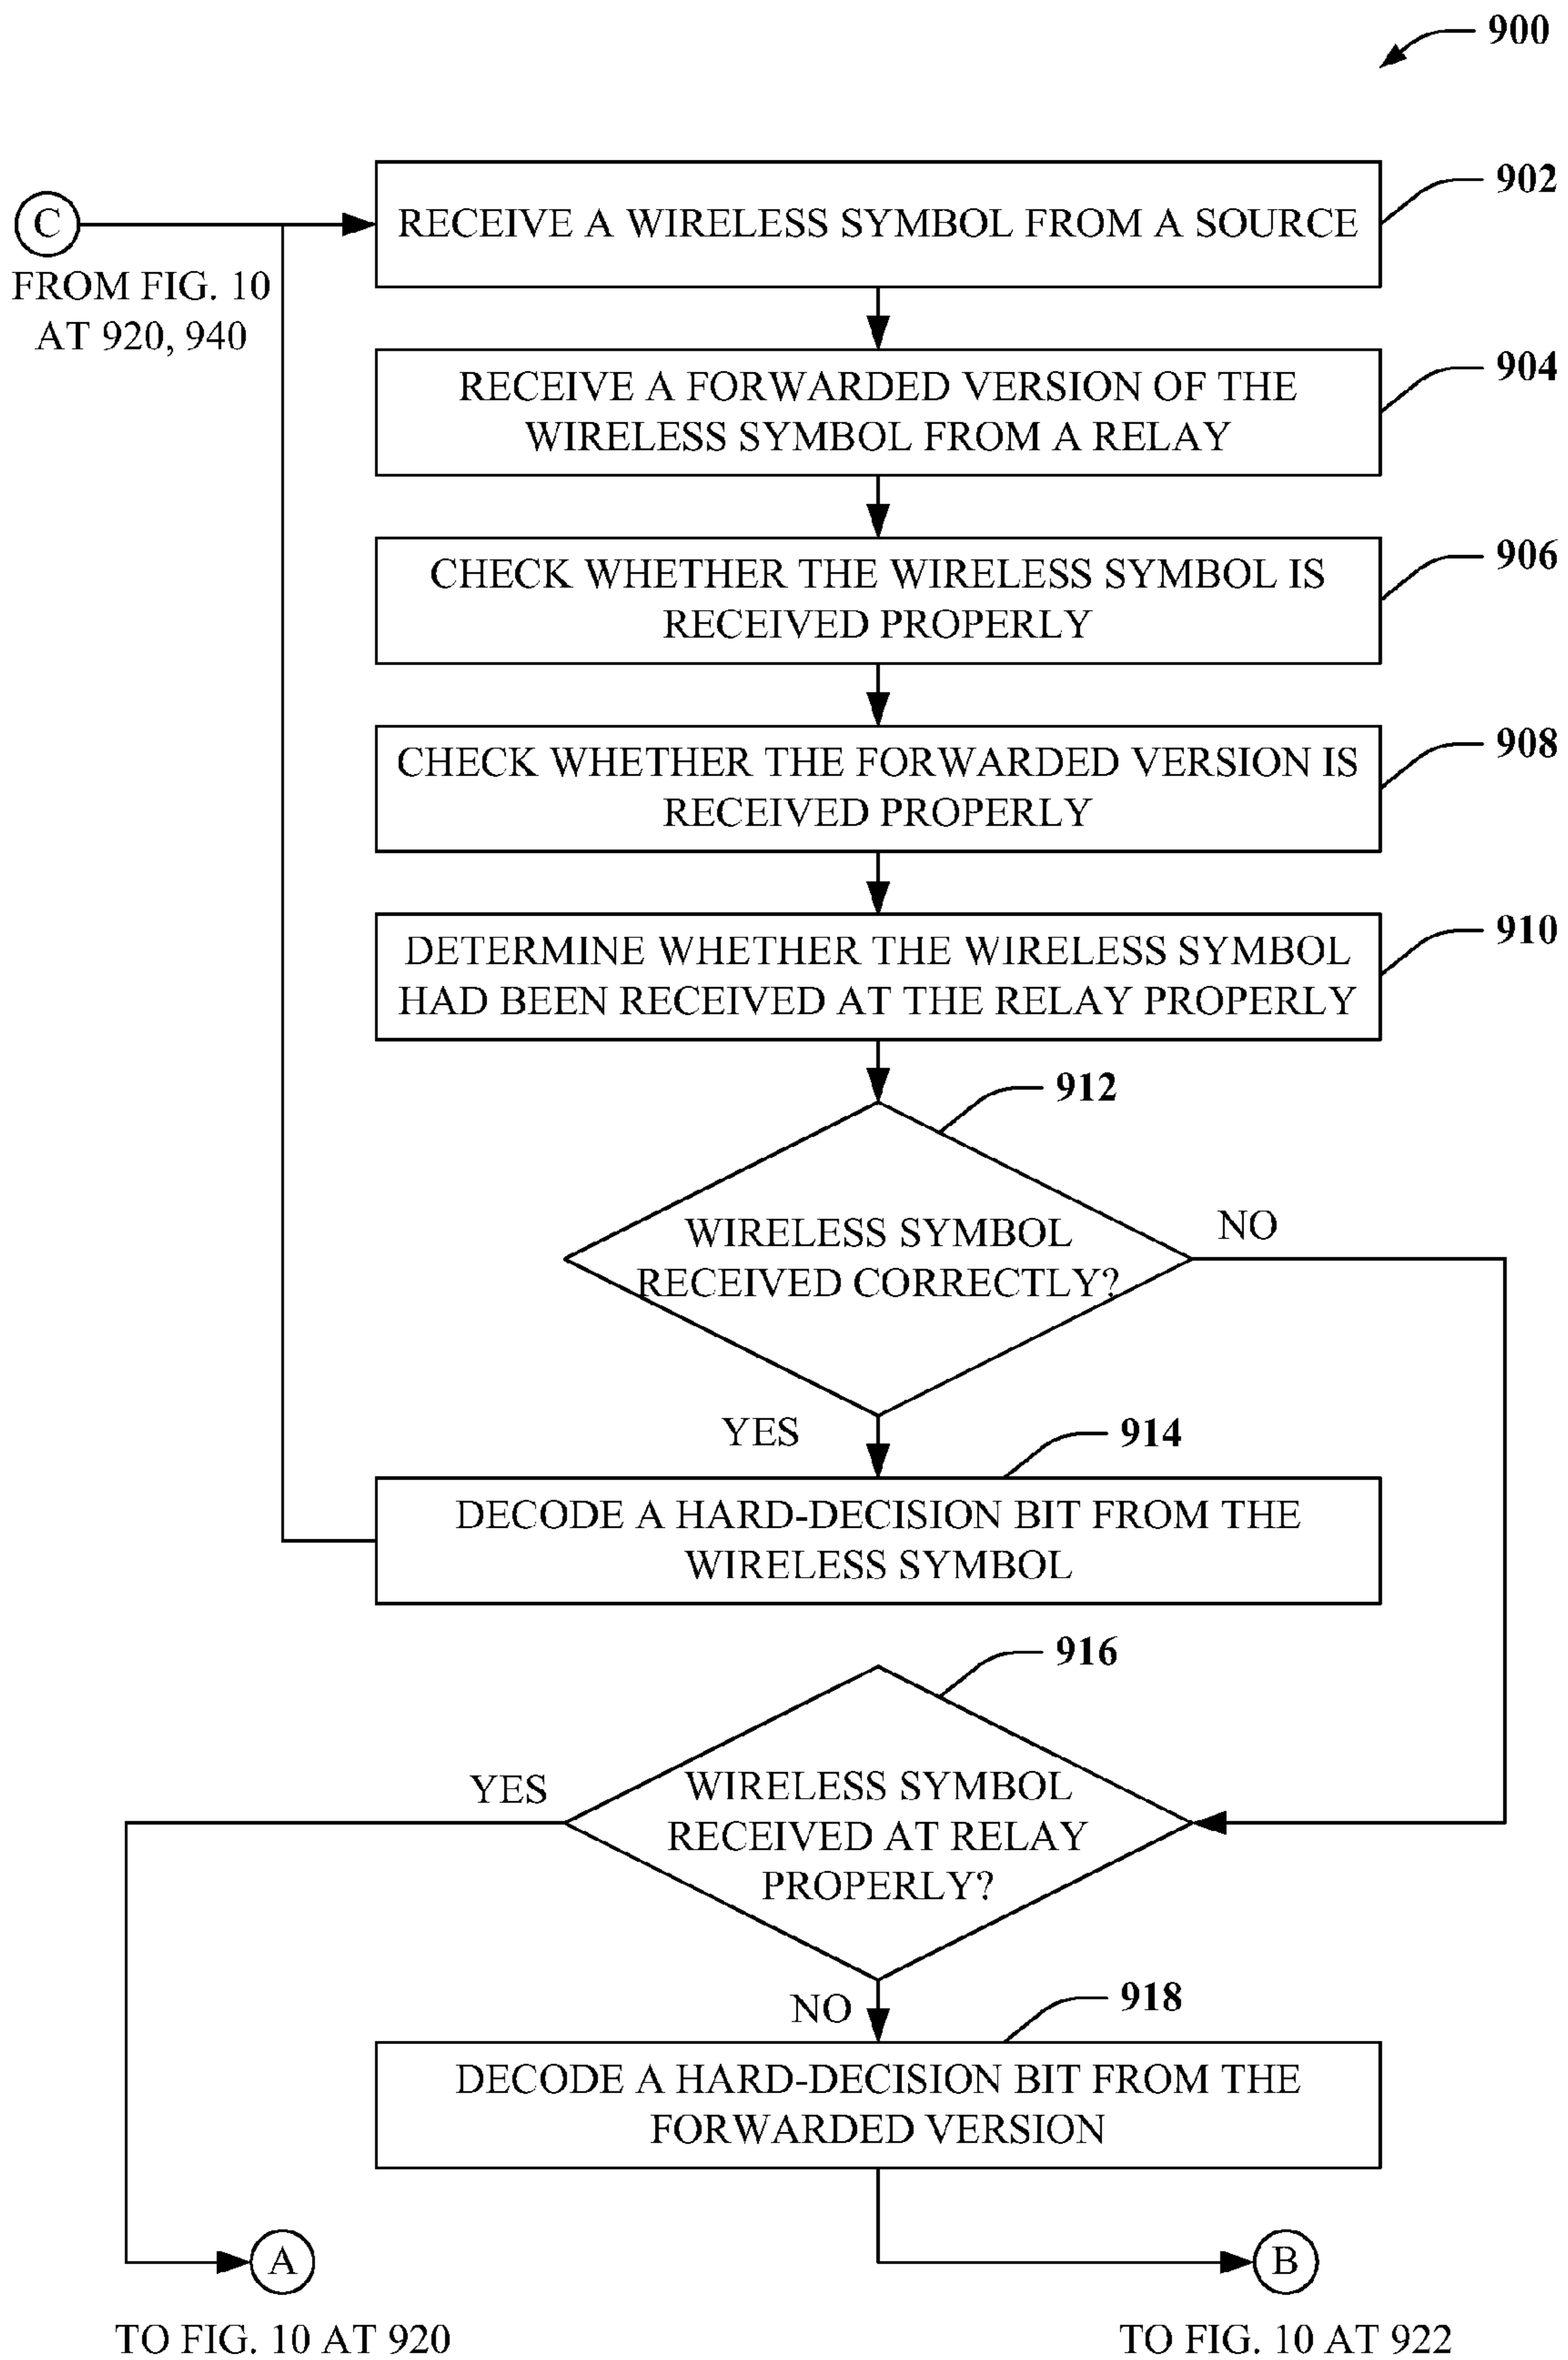 900
902
C
RECEIVE A WIRELESS SYMBOL FROM A SOURCE
FROM FIG. 10
AT 920, 940
904
RECEIVE A FORWARDED VERSION OF THE
WIRELESS SYMBOL FROM A RELAY
906
CHECK WHETHER THE WIRELESS SYMBOL IS
RECEIVED PROPERLY
908
CHECK WHETHER THE FORWARDED VERSION IS
RECEIVED PROPERLY
910
DETERMINE WHETHER THE WIRELESS SYMBOL
HAD BEEN RECEIVED AT THE RELAY PROPERLY
912
WIRELESS SYMBOL
RECEIVED CORRECTLY?
NO
YES
914
DECODE A HARD-DECISION BIT FROM THE
WIRELESS SYMBOL
916
WIRELESS SYMBOL
RECEIVED AT RELAY
PROPERLY?
YES
NO
918
DECODE A HARD-DECISION BIT FROM THE
FORWARDED VERSION
A
B
TO FIG. 10 AT 920
TO FIG. 10 AT 922